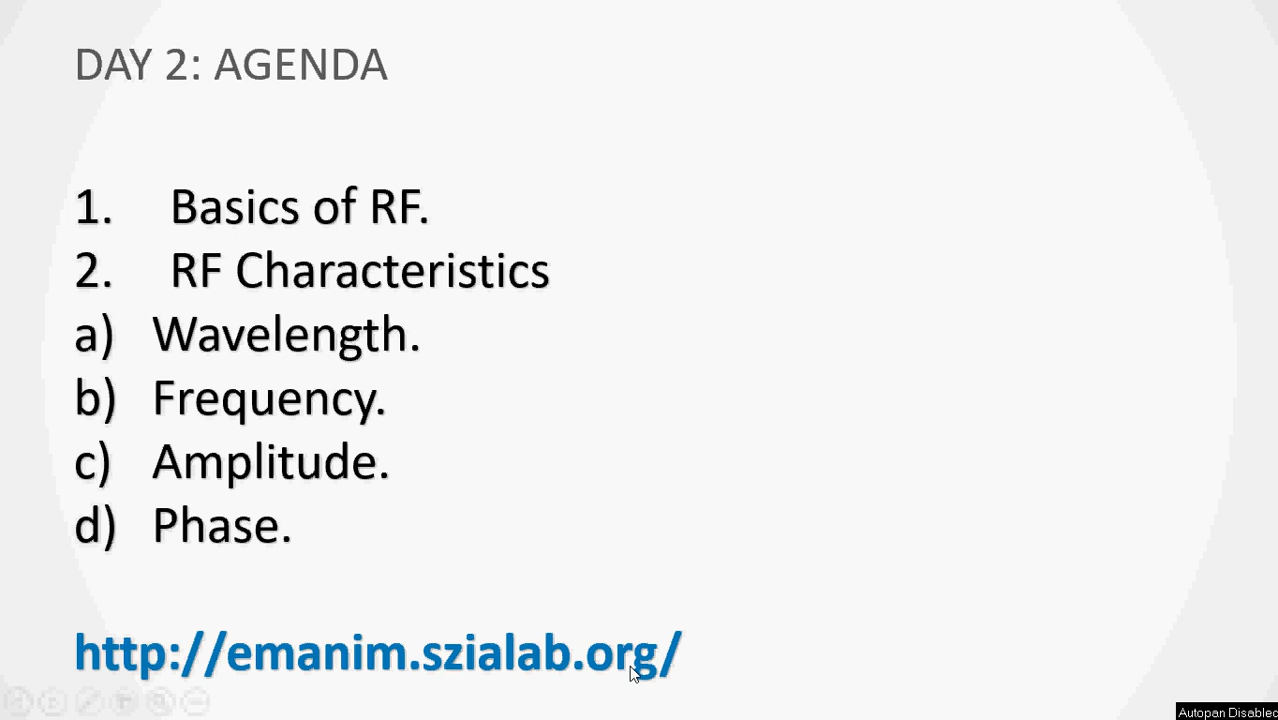 DAY 2: AGENDA
1. Basics of RF.
2. RF Characteristics
a) Wavelength.
b) Frequency.
c) Amplitude.
d) Phase.
http://emanim.szialab.org/
Autopan Disabled